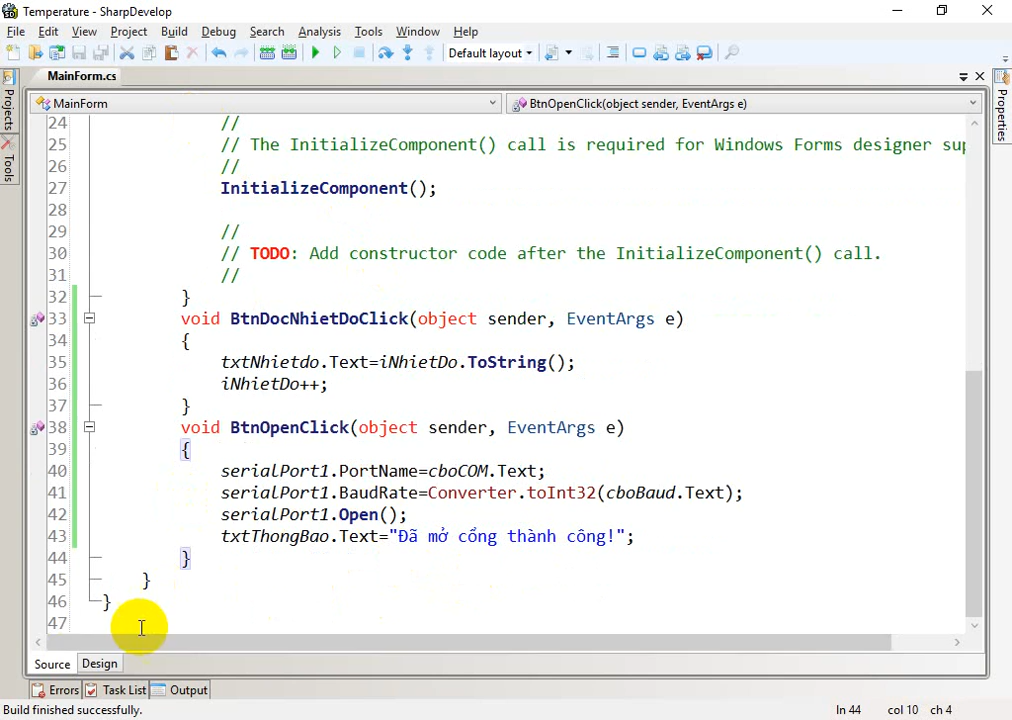 Temperature - SharpDevelop
File Edit View Project Build Debug Search Analysis Tools Window Help
Default layout
MainForm.cs
MainForm BtnOpenClick(object sender, EventArgs e)
Projects
Tools
Properties
24 //
25 // The InitializeComponent() call is required for Windows Forms designer sup
26 //
27 InitializeComponent();
28
29 //
30 // TODO: Add constructor code after the InitializeComponent() call.
31 //
32 }
33 void BtnDocNhietDoClick(object sender, EventArgs e)
34 {
35 txtNhietdo.Text=iNhietDo.ToString();
36 iNhietDo++;
37 }
38 void BtnOpenClick(object sender, EventArgs e)
39 {
40 serialPort1.PortName=cboCOM.Text;
41 serialPort1.BaudRate=Converter.toInt32(cboBaud.Text);
42 serialPort1.Open();
43 txtThongBao.Text="Đã mở cổng thành công!";
44 }
45 }
46 }
47
Source Design
Errors Task List Output
Build finished successfully. ln 44 col 10 ch 4